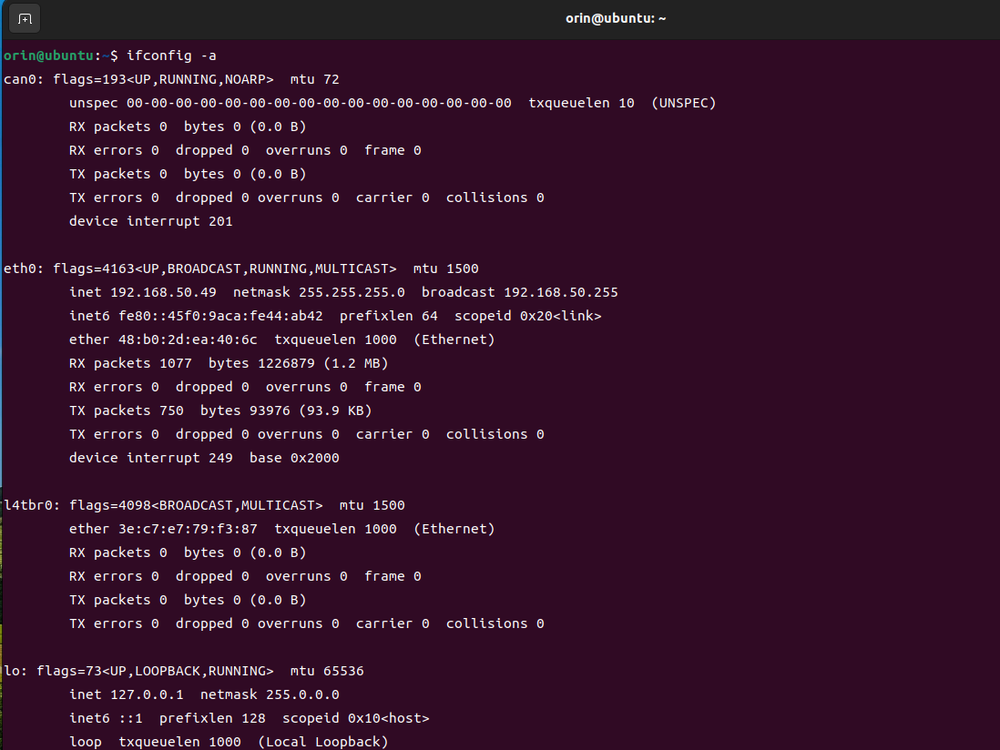 orin@ubuntu: ~
orin@ubuntu:~$ ifconfig -a
can0: flags=193<UP,RUNNING,NOARP>  mtu 72
        unspec 00-00-00-00-00-00-00-00-00-00-00-00-00-00-00-00  txqueuelen 10  (UNSPEC)
        RX packets 0  bytes 0 (0.0 B)
        RX errors 0  dropped 0  overruns 0  frame 0
        TX packets 0  bytes 0 (0.0 B)
        TX errors 0  dropped 0 overruns 0  carrier 0  collisions 0
        device interrupt 201

eth0: flags=4163<UP,BROADCAST,RUNNING,MULTICAST>  mtu 1500
        inet 192.168.50.49  netmask 255.255.255.0  broadcast 192.168.50.255
        inet6 fe80::45f0:9aca:fe44:ab42  prefixlen 64  scopeid 0x20<link>
        ether 48:b0:2d:ea:40:6c  txqueuelen 1000  (Ethernet)
        RX packets 1077  bytes 1226879 (1.2 MB)
        RX errors 0  dropped 0  overruns 0  frame 0
        TX packets 750  bytes 93976 (93.9 KB)
        TX errors 0  dropped 0 overruns 0  carrier 0  collisions 0
        device interrupt 249  base 0x2000

l4tbr0: flags=4098<BROADCAST,MULTICAST>  mtu 1500
        ether 3e:c7:e7:79:f3:87  txqueuelen 1000  (Ethernet)
        RX packets 0  bytes 0 (0.0 B)
        RX errors 0  dropped 0  overruns 0  frame 0
        TX packets 0  bytes 0 (0.0 B)
        TX errors 0  dropped 0 overruns 0  carrier 0  collisions 0

lo: flags=73<UP,LOOPBACK,RUNNING>  mtu 65536
        inet 127.0.0.1  netmask 255.0.0.0
        inet6 ::1  prefixlen 128  scopeid 0x10<host>
        loop  txqueuelen 1000  (Local Loopback)